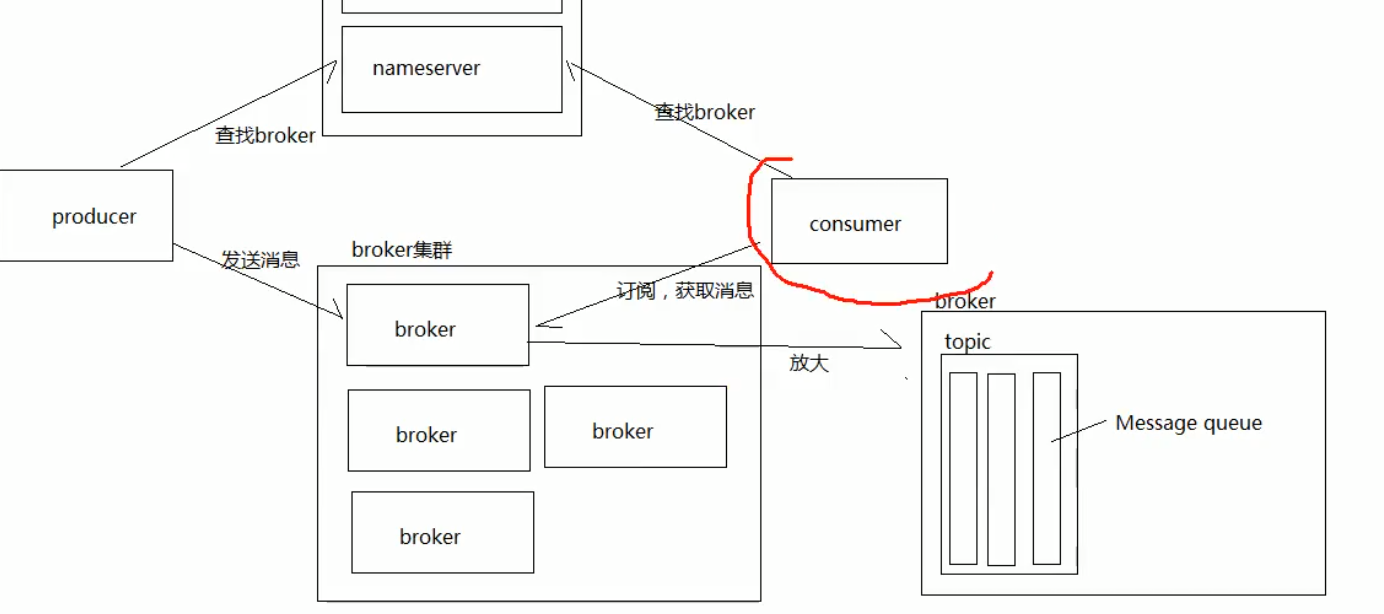 nameserver
查找broker
查找broker
producer
consumer
发送消息
broker集群
订阅，获取消息
broker
broker
topic
放大
broker
broker
Message queue
broker